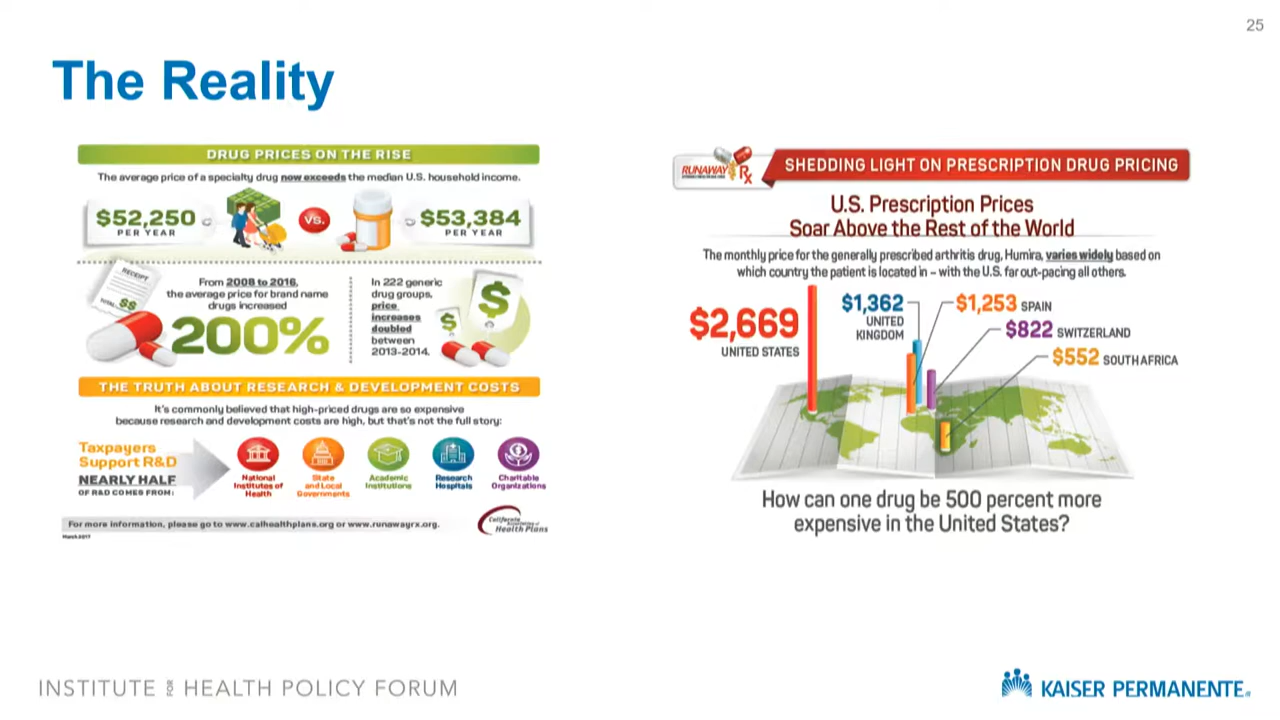 25
The Reality
DRUG PRICES ON THE RISE
The average price of a specialty drug now exceeds the median U.S. household income.
$52,250
PER YEAR
VS.
$53,384
PER YEAR
RECEIPT
TOTAL
$$
From 2008 to 2016,
the average price for brand name
drugs increased
200%
In 222 generic
drug groups,
price
increases
doubled
between
2013-2014.
$
$
THE TRUTH ABOUT RESEARCH & DEVELOPMENT COSTS
It's commonly believed that high-priced drugs are so expensive
because research and development costs are high, but that's not the full story:
Taxpayers
Support R&D
NEARLY HALF
OF R&D COMES FROM:
National
Institutes of
Health
State
and Local
Governments
Academic
Institutions
Research
Hospitals
Charitable
Organizations
For more information, please go to www.calhealthplans.org or www.runawayrx.org.
California
Association of
Health Plans
March 2017
RUNAWAY
Rx
SHEDDING LIGHT ON PRESCRIPTION DRUG PRICING
U.S. Prescription Prices
Soar Above the Rest of the World
The monthly price for the generally prescribed arthritis drug, Humira, varies widely based on
which country the patient is located in – with the U.S. far out-pacing all others.
$2,669
UNITED STATES
$1,362
UNITED
KINGDOM
$1,253 SPAIN
$822 SWITZERLAND
$552 SOUTH AFRICA
How can one drug be 500 percent more
expensive in the United States?
INSTITUTE FOR HEALTH POLICY FORUM
KAISER PERMANENTE®